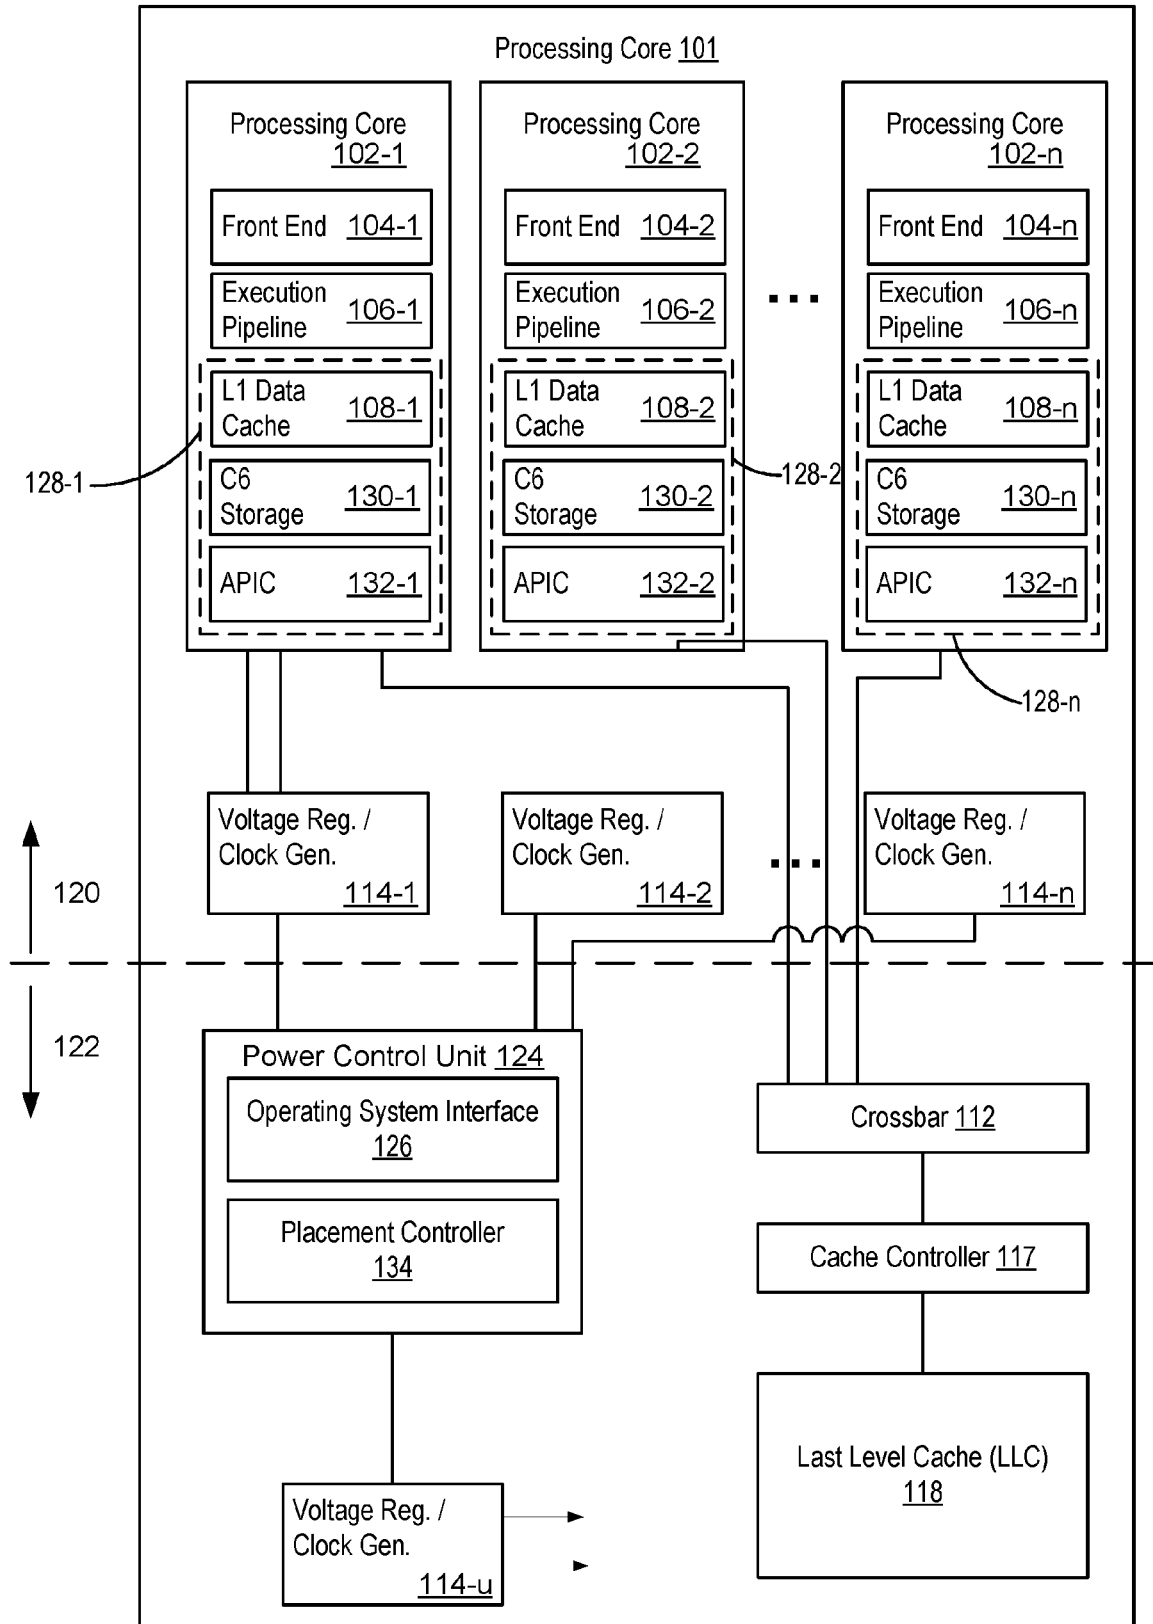 Processing Core 101
Processing Core
102-1
Front End 104-1
Execution
Pipeline 106-1
L1 Data
Cache 108-1
C6
Storage 130-1
APIC 132-1
128-1
Processing Core
102-2
Front End 104-2
Execution
Pipeline 106-2
L1 Data
Cache 108-2
C6
Storage 130-2
APIC 132-2
128-2
Processing Core
102-n
Front End 104-n
Execution
Pipeline 106-n
L1 Data
Cache 108-n
C6
Storage 130-n
APIC 132-n
128-n
Voltage Reg. /
Clock Gen.
114-1
Voltage Reg. /
Clock Gen.
114-2
Voltage Reg. /
Clock Gen.
114-n
120
122
Power Control Unit 124
Operating System Interface
126
Placement Controller
134
Crossbar 112
Cache Controller 117
Last Level Cache (LLC)
118
Voltage Reg. /
Clock Gen.
114-u